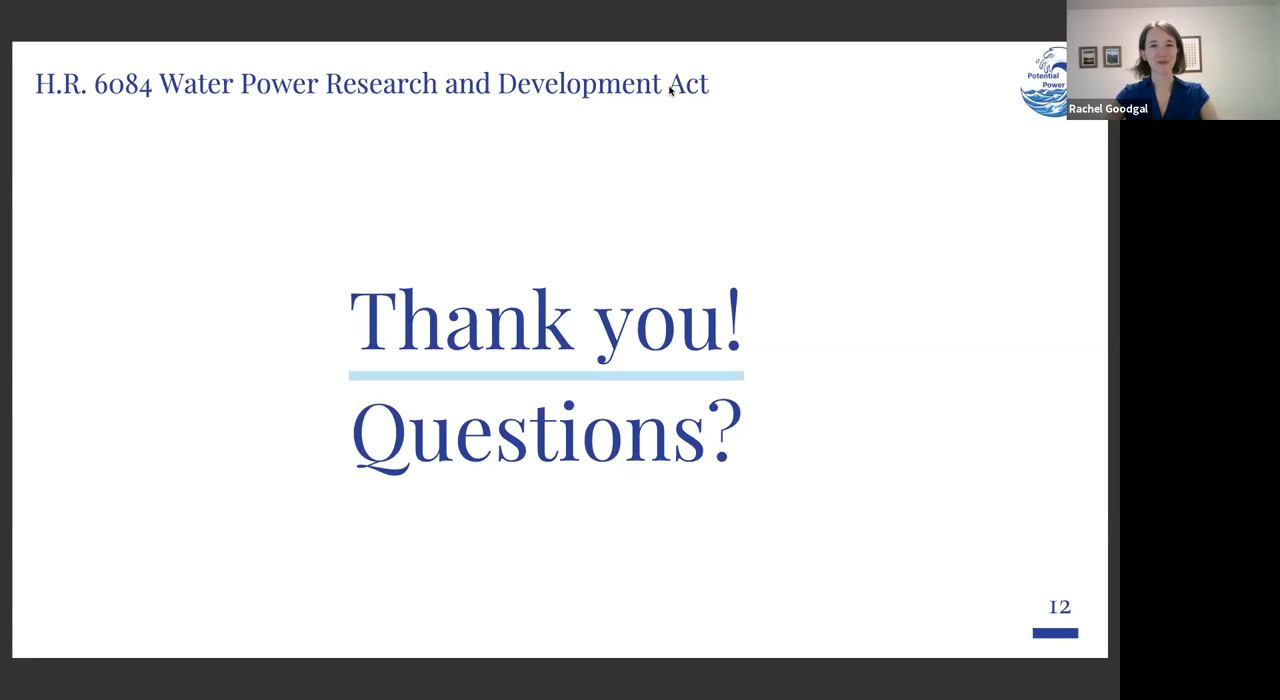 H.R. 6084 Water Power Research and Development Act
Potential
Power
Rachel Goodgal
Thank you!
Questions?
12